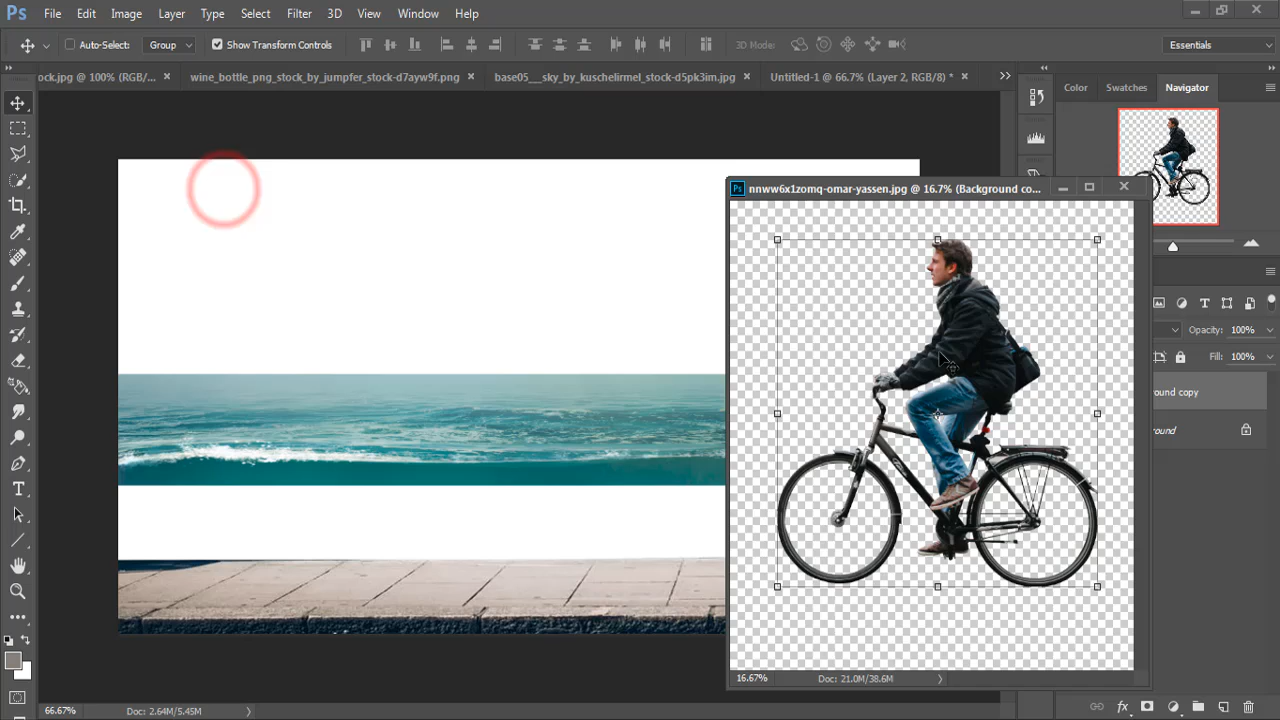 Ps File Edit Image Layer Type Select Filter 3D View Window Help
Auto-Select: Group Show Transform Controls 3D Mode: Essentials
ock.jpg @ 100% (RGB/... × wine_bottle_png_stock_by_jumpfer_stock-d7ayw9f.png × base05__sky_by_kuschelirmel_stock-d5pk3im.jpg × Untitled-1 @ 66.7% (Layer 2, RGB/8) * ×
Color Swatches Navigator
Ps nnww6x1zomq-omar-yassen.jpg @ 16.7% (Background co...
Opacity: 100%
Fill: 100%
ound copy
ound
16.67% Doc: 21.0M/38.6M
66.67% Doc: 2.64M/5.45M
fx